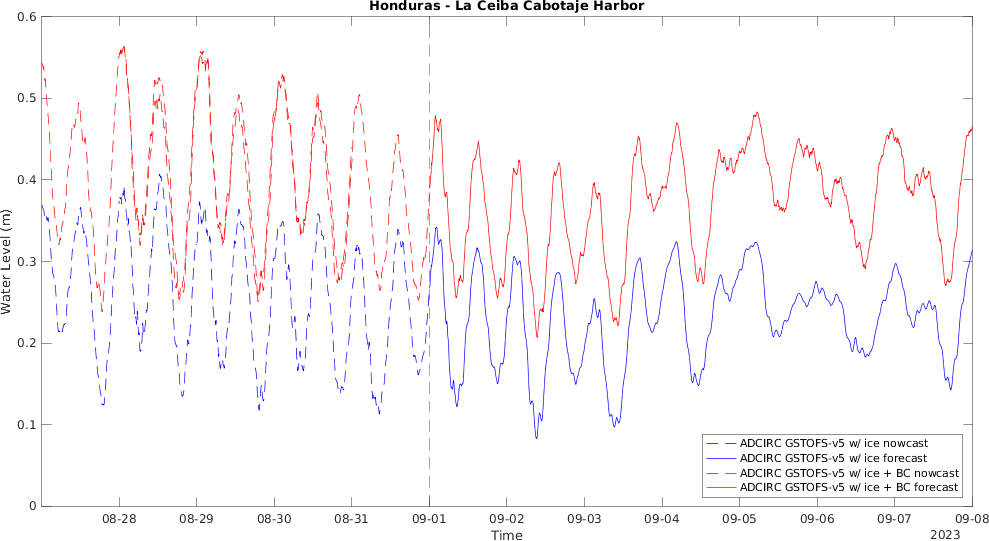 Honduras - La Ceiba Cabotaje Harbor
0.6
0.5
0.4
0.3
0.2
0.1
0
Water Level (m)
ADCIRC GSTOFS-v5 w/ ice nowcast
ADCIRC GSTOFS-v5 w/ ice forecast
ADCIRC GSTOFS-v5 w/ ice + BC nowcast
ADCIRC GSTOFS-v5 w/ ice + BC forecast
08-28 08-29 08-30 08-31 09-01 09-02 09-03 09-04 09-05 09-06 09-07 09-08
Time
2023